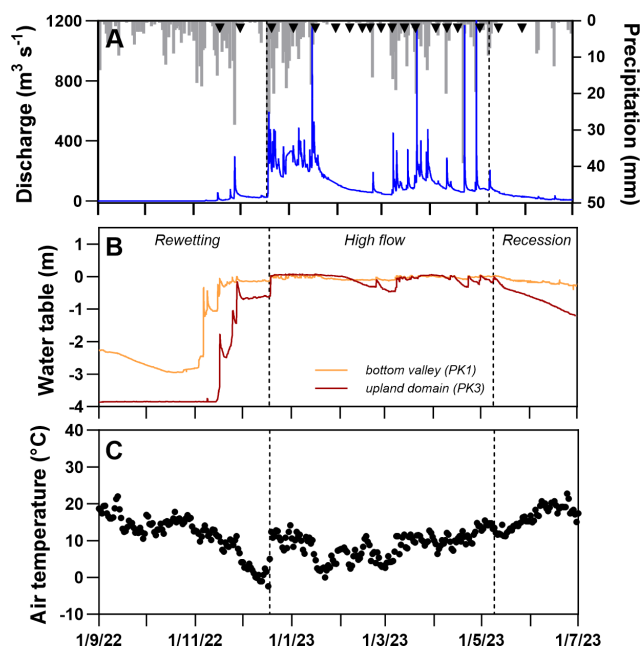 A
Discharge (m³ s⁻¹)
1200
800
400
0
Precipitation (mm)
0
10
20
30
40
50
B
Rewetting
High flow
Recession
Water table (m)
1
0
-1
-2
-3
-4
bottom valley (PK1)
upland domain (PK3)
C
Air temperature (°C)
40
30
20
10
0
-10
1/9/22
1/11/22
1/1/23
1/3/23
1/5/23
1/7/23